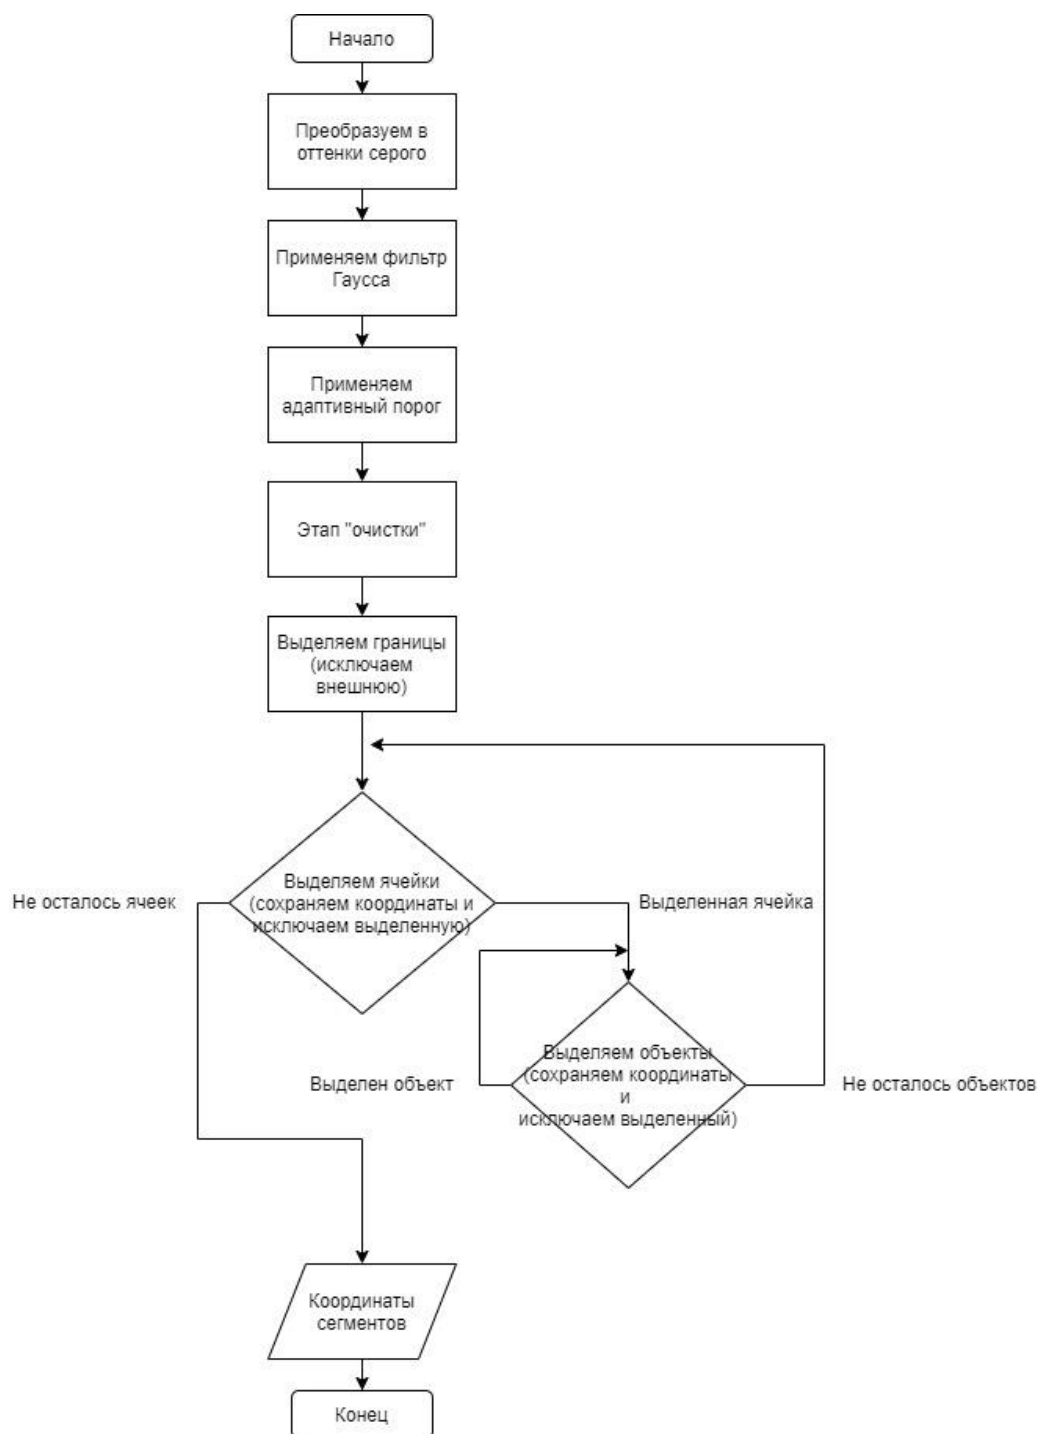 Начало
Преобразуем в
оттенки серого
Применяем фильтр
Гаусса
Применяем
адаптивный порог
Этап "очистки"
Выделяем границы
(исключаем
внешнюю)
Не осталось ячеек
Выделяем ячейки
(сохраняем координаты и
исключаем выделенную)
Выделенная ячейка
Выделен объект
Выделяем объекты
(сохраняем координаты
и
исключаем выделенный)
Не осталось объектов
Координаты
сегментов
Конец